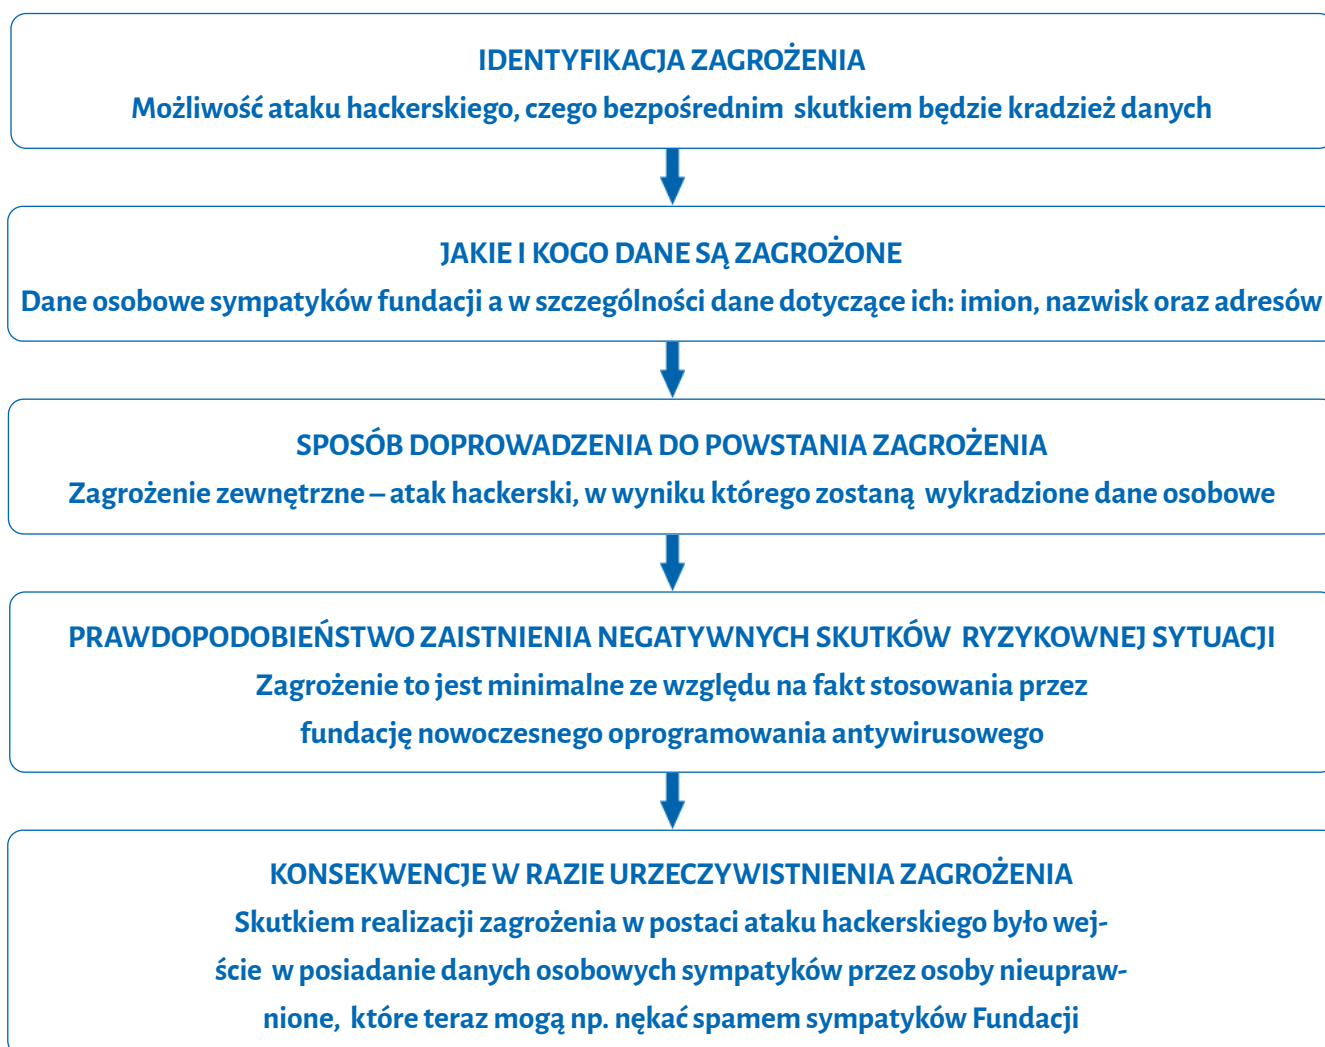 IDENTYFIKACJA ZAGROŻENIA
Możliwość ataku hackerskiego, czego bezpośrednim skutkiem będzie kradzież danych
JAKIE I KOGO DANE SĄ ZAGROŻONE
Dane osobowe sympatyków fundacji a w szczególności dane dotyczące ich: imion, nazwisk oraz adresów
SPOSÓB DOPROWADZENIA DO POWSTANIA ZAGROŻENIA
Zagrożenie zewnętrzne – atak hackerski, w wyniku którego zostaną wykradzione dane osobowe
PRAWDOPODOBIEŃSTWO ZAISTNIENIA NEGATYWNYCH SKUTKÓW RYZYKOWNEJ SYTUACJI
Zagrożenie to jest minimalne ze względu na fakt stosowania przez
fundację nowoczesnego oprogramowania antywirusowego
KONSEKWENCJE W RAZIE URZECZYWISTNIENIA ZAGROŻENIA
Skutkiem realizacji zagrożenia w postaci ataku hackerskiego było wej-
ście w posiadanie danych osobowych sympatyków przez osoby nieupraw-
nione, które teraz mogą np. nękać spamem sympatyków Fundacji